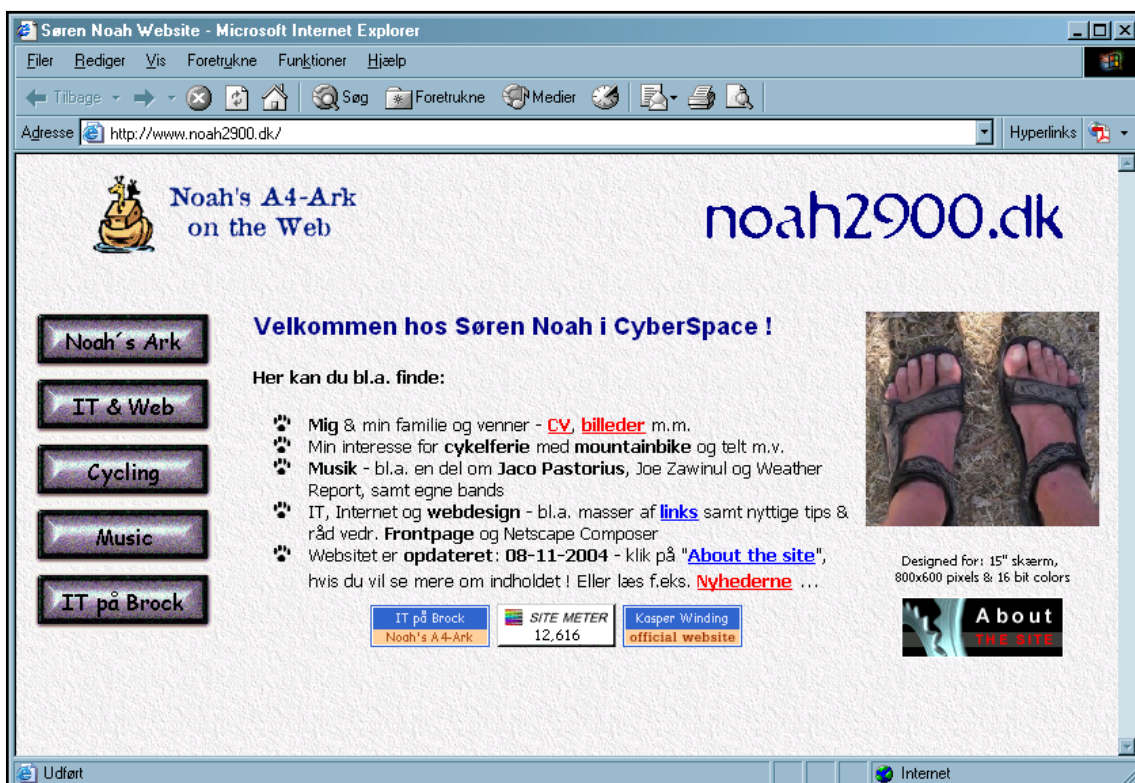 Søren Noah Website - Microsoft Internet Explorer
Filer Rediger Vis Foretrukne Funktioner Hjælp
Tilbage Søg Foretrukne Medier
Adresse http://www.noah2900.dk/ Hyperlinks
Noah's A4-Ark
on the Web
noah2900.dk
Noah´s Ark
IT & Web
Cycling
Music
IT på Brock
Velkommen hos Søren Noah i CyberSpace !
Her kan du bl.a. finde:
Mig & min familie og venner - CV, billeder m.m.
Min interesse for cykelferie med mountainbike og telt m.v.
Musik - bl.a. en del om Jaco Pastorius, Joe Zawinul og Weather
Report, samt egne bands
IT, Internet og webdesign - bl.a. masser af links samt nyttige tips &
råd vedr. Frontpage og Netscape Composer
Websitet er opdateret: 08-11-2004 - klik på "About the site",
hvis du vil se mere om indholdet ! Eller læs f.eks. Nyhederne ...
IT på Brock
Noah's A4-Ark
SITE METER
12,616
Kasper Winding
official website
Designed for: 15" skærm,
800x600 pixels & 16 bit colors
About
THE SITE
Udført Internet